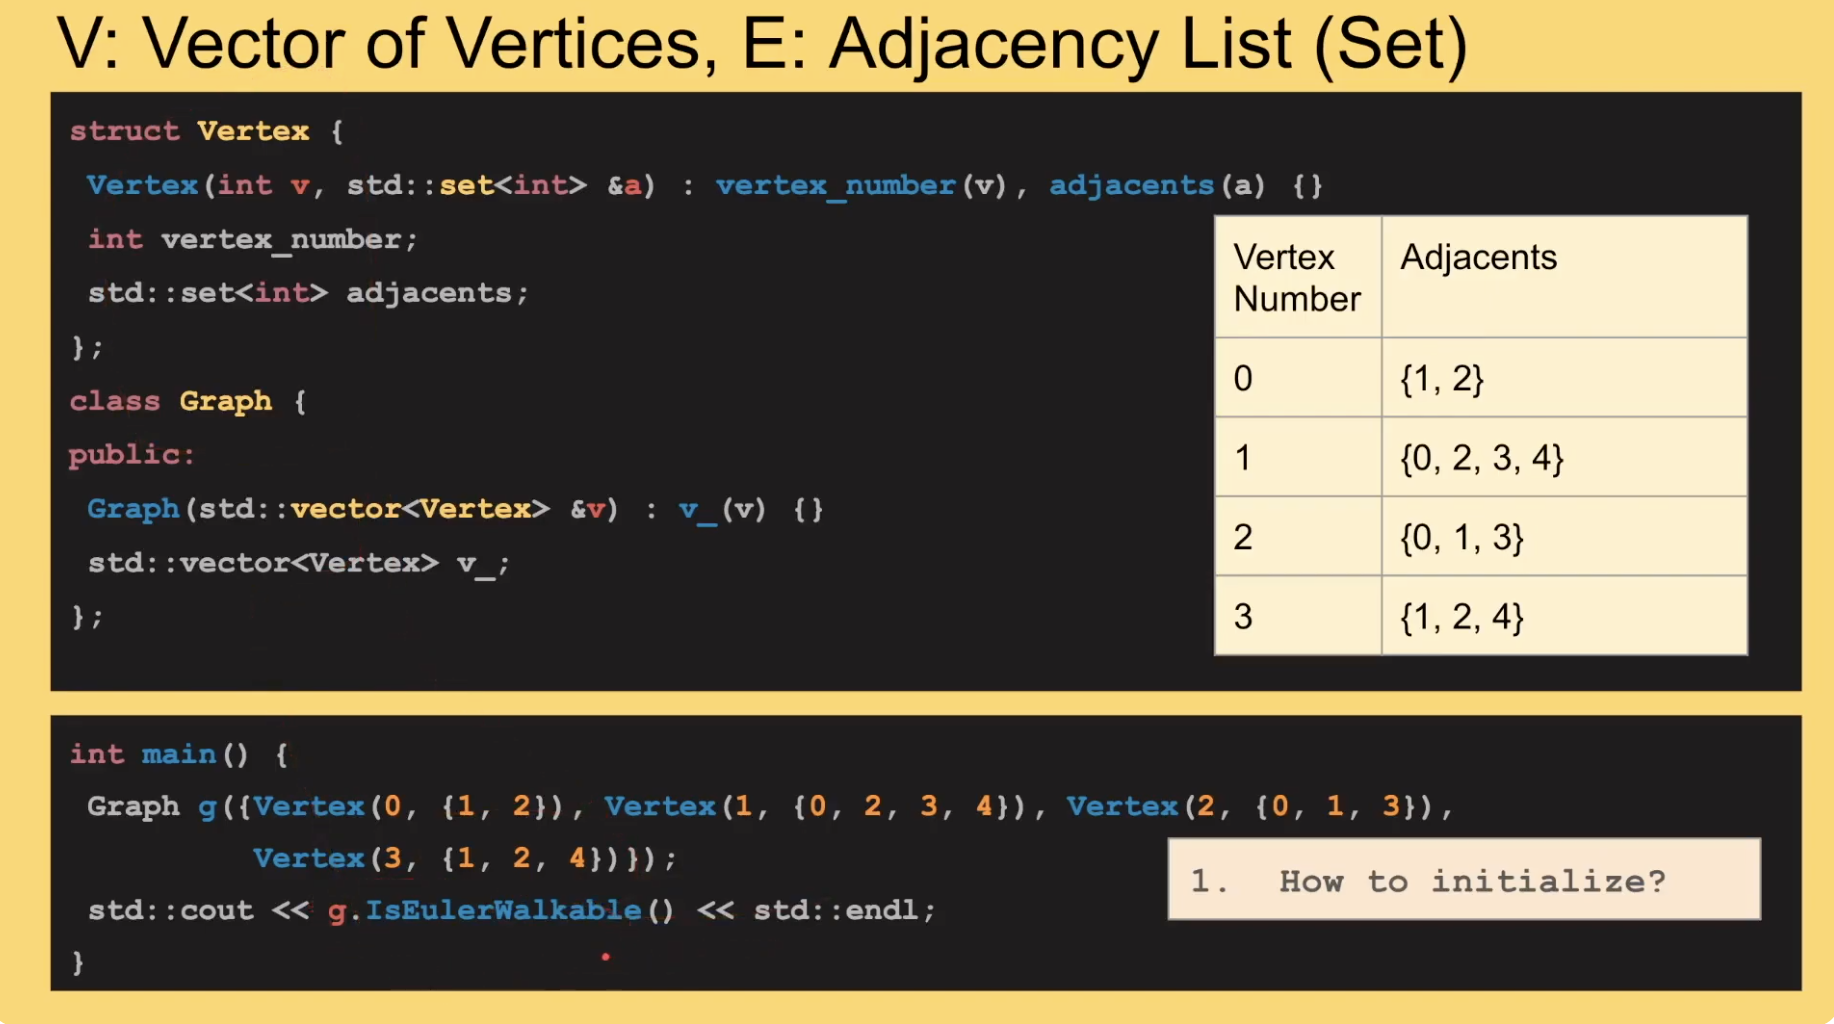 V: Vector of Vertices, E: Adjacency List (Set)
struct Vertex {
Vertex(int v, std::set<int> &a) : vertex_number(v), adjacents(a) {}
int vertex_number;
std::set<int> adjacents;
};
class Graph {
public:
Graph(std::vector<Vertex> &v) : v_(v) {}
std::vector<Vertex> v_;
};
Vertex Number
Adjacents
0 {1, 2}
1 {0, 2, 3, 4}
2 {0, 1, 3}
3 {1, 2, 4}
int main() {
Graph g({Vertex(0, {1, 2}), Vertex(1, {0, 2, 3, 4}), Vertex(2, {0, 1, 3}),
Vertex(3, {1, 2, 4})});
std::cout << g.IsEulerWalkable() << std::endl;
}
1. How to initialize?